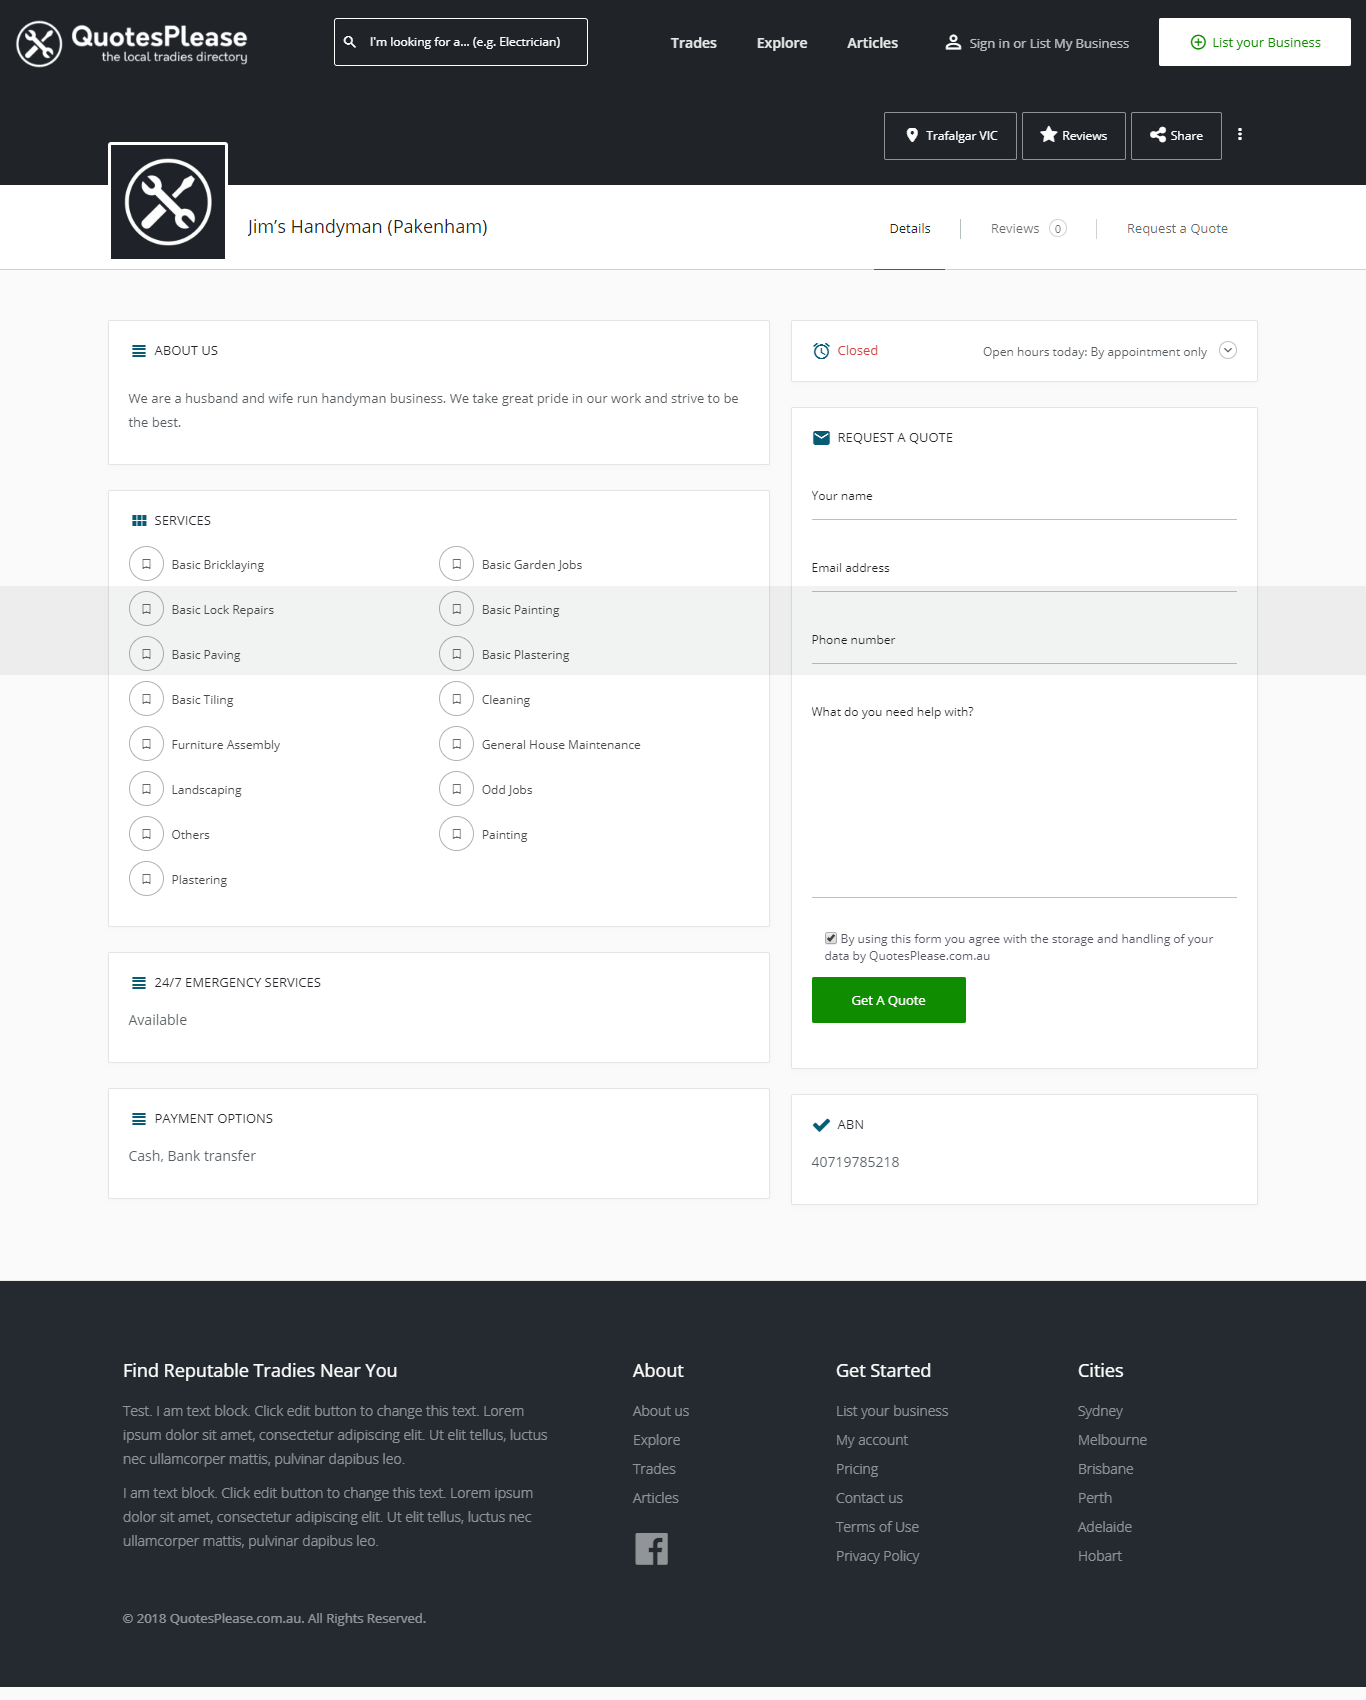 QuotesPlease
the local tradies directory
I'm looking for a... (e.g. Electrician)
Trades
Explore
Articles
Sign in or List My Business
List your Business
Trafalgar VIC
Reviews
Share
Jim’s Handyman (Pakenham)
Details
Reviews 0
Request a Quote
ABOUT US
We are a husband and wife run handyman business. We take great pride in our work and strive to be
the best.
SERVICES
Basic Bricklaying
Basic Garden Jobs
Basic Lock Repairs
Basic Painting
Basic Paving
Basic Plastering
Basic Tiling
Cleaning
Furniture Assembly
General House Maintenance
Landscaping
Odd Jobs
Others
Painting
Plastering
24/7 EMERGENCY SERVICES
Available
PAYMENT OPTIONS
Cash, Bank transfer
Closed
Open hours today: By appointment only
REQUEST A QUOTE
Your name
Email address
Phone number
What do you need help with?
By using this form you agree with the storage and handling of your
data by QuotesPlease.com.au
Get A Quote
ABN
40719785218
Find Reputable Tradies Near You
Test. I am text block. Click edit button to change this text. Lorem
ipsum dolor sit amet, consectetur adipiscing elit. Ut elit tellus, luctus
nec ullamcorper mattis, pulvinar dapibus leo.
I am text block. Click edit button to change this text. Lorem ipsum
dolor sit amet, consectetur adipiscing elit. Ut elit tellus, luctus nec
ullamcorper mattis, pulvinar dapibus leo.
About
About us
Explore
Trades
Articles
Get Started
List your business
My account
Pricing
Contact us
Terms of Use
Privacy Policy
Cities
Sydney
Melbourne
Brisbane
Perth
Adelaide
Hobart
© 2018 QuotesPlease.com.au. All Rights Reserved.